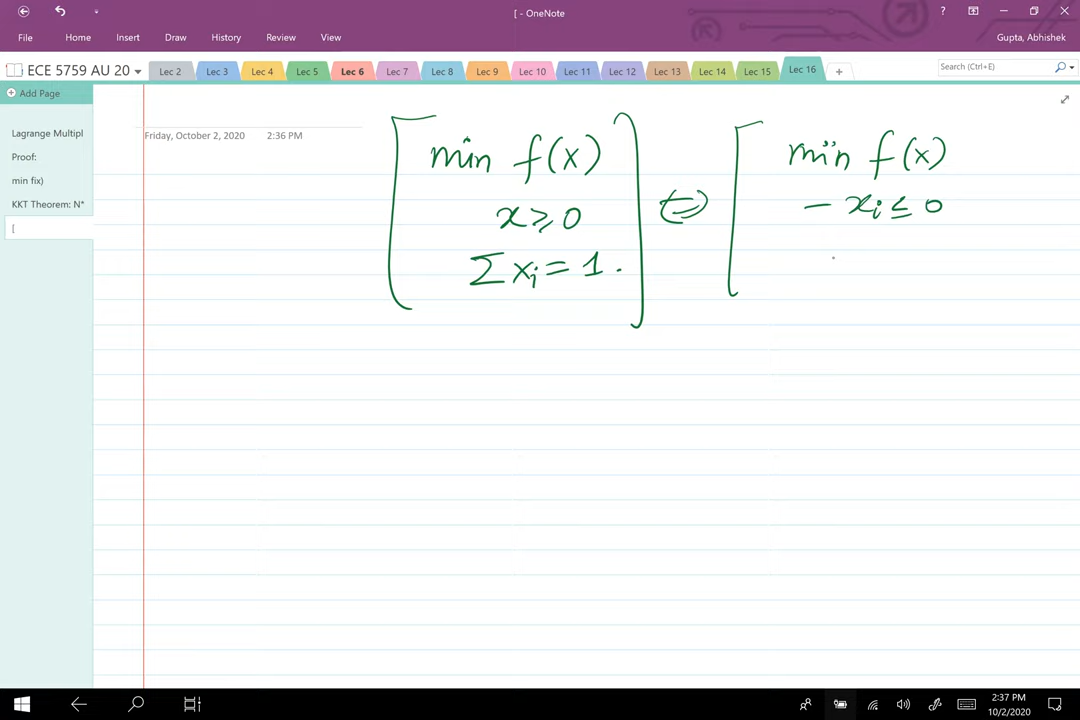 [ - OneNote
?
File Home Insert Draw History Review View
Gupta, Abhishek
ECE 5759 AU 20
Lec 2 Lec 3 Lec 4 Lec 5 Lec 6 Lec 7 Lec 8 Lec 9 Lec 10 Lec 11 Lec 12 Lec 13 Lec 14 Lec 15 Lec 16 +
Search (Ctrl+E)
Add Page
Lagrange Multipl
Proof:
min fix)
KKT Theorem: N*
[
Friday, October 2, 2020 2:36 PM
[ min f(x) ] ⇔ [ min f(x)
x ≥ 0 - xᵢ ≤ 0
∑ xᵢ = 1.
2:37 PM
10/2/2020